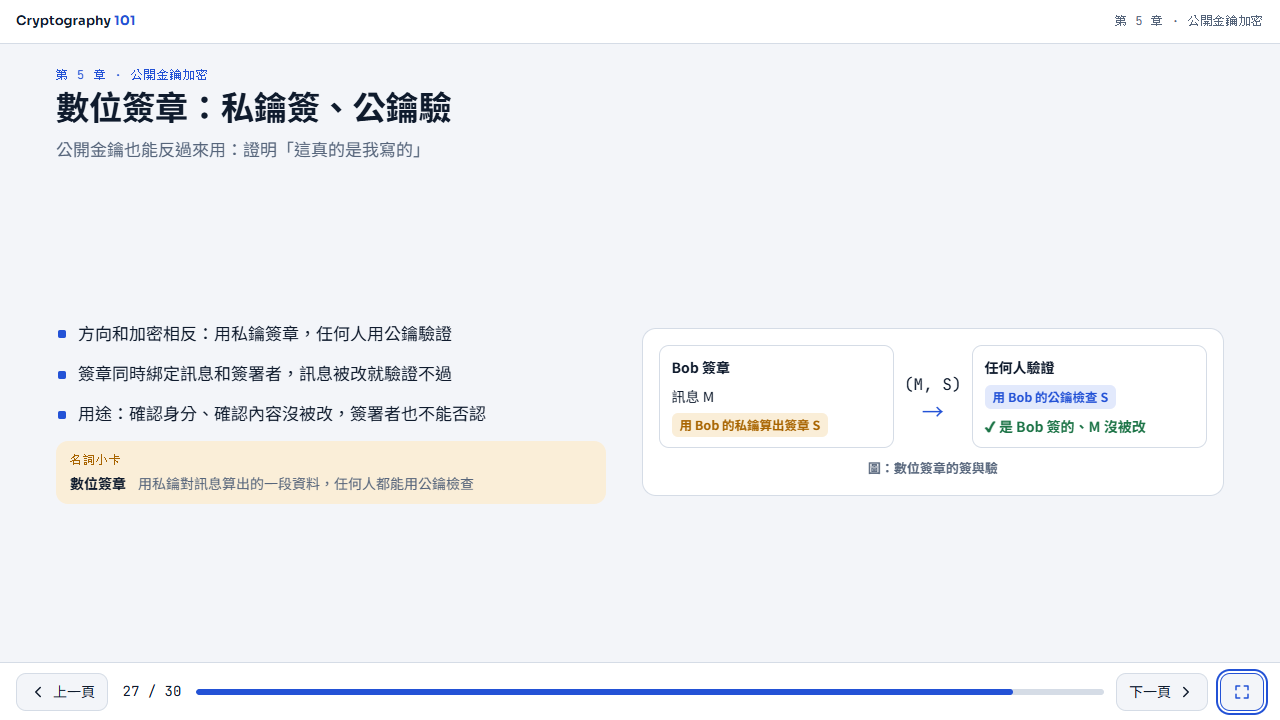 Cryptography 101
第 5 章 · 公開金鑰加密
第 5 章 · 公開金鑰加密
數位簽章：私鑰簽、公鑰驗
公開金鑰也能反過來用：證明「這真的是我寫的」
方向和加密相反：用私鑰簽章，任何人用公鑰驗證
簽章同時綁定訊息和簽署者，訊息被改就驗證不過
用途：確認身分、確認內容沒被改，簽署者也不能否認
名詞小卡
數位簽章 用私鑰對訊息算出的一段資料，任何人都能用公鑰檢查
Bob 簽章
訊息 M
用 Bob 的私鑰算出簽章 S
(M, S)
→
任何人驗證
用 Bob 的公鑰檢查 S
✓ 是 Bob 簽的、M 沒被改
圖：數位簽章的簽與驗
上一頁
27 / 30
下一頁